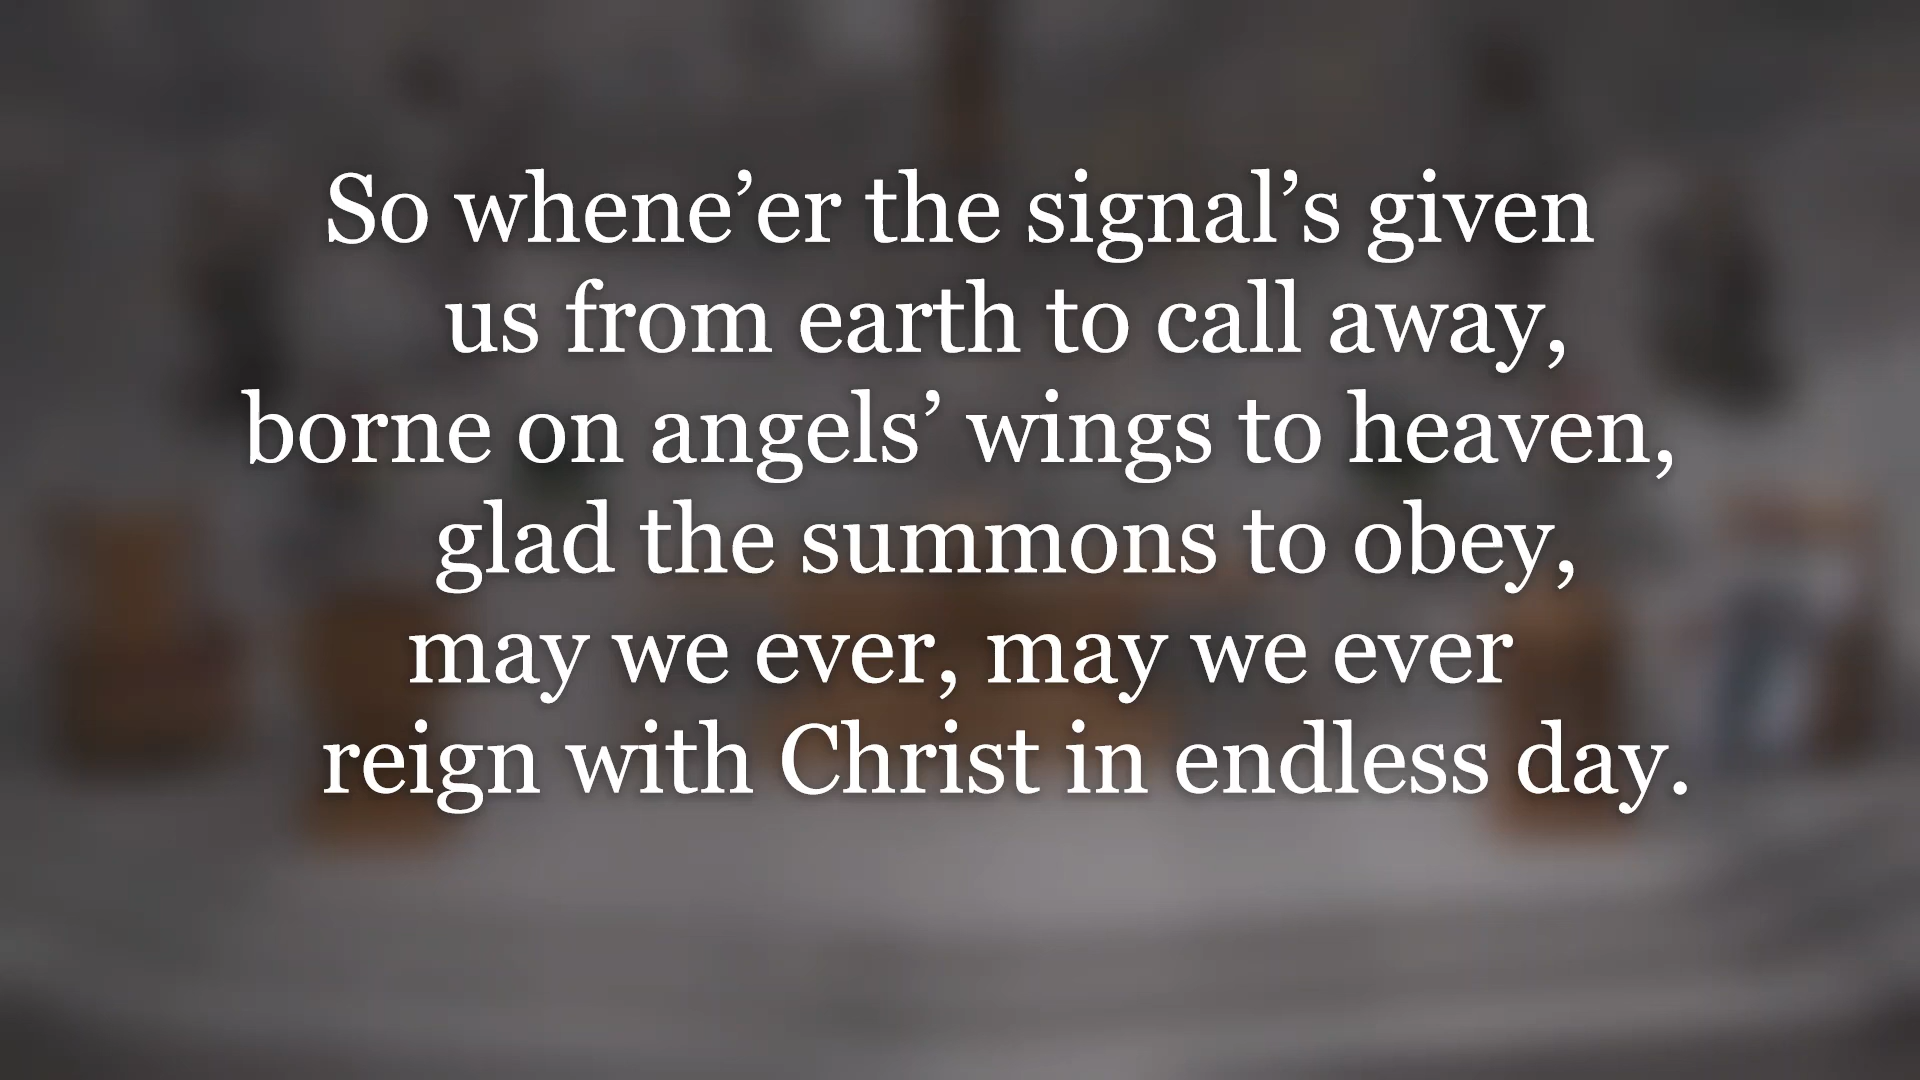 So whene’er the signal’s given
us from earth to call away,
borne on angels’ wings to heaven,
glad the summons to obey,
may we ever, may we ever
reign with Christ in endless day.